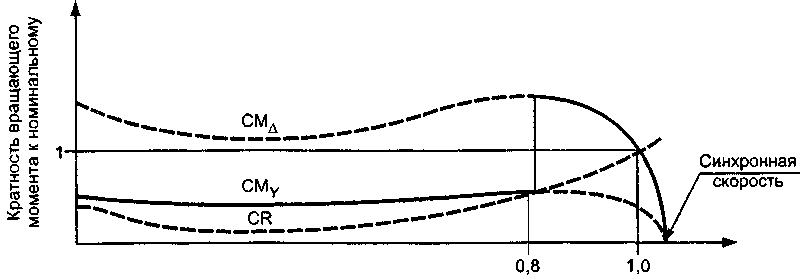 Кратность вращающего
момента к номинальному
CMΔ
1
CMY
CR
Синхронная
скорость
0,8
1,0